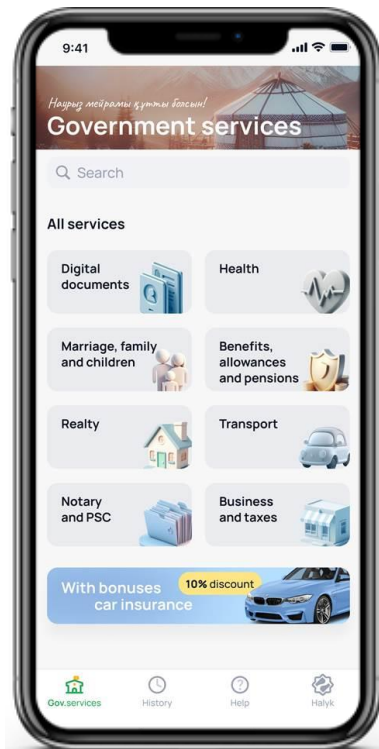 9:41
Наурыз мейрамы құтты болсын!
Government services
Search
All services
Digital
documents
Health
Marriage, family
and children
Benefits,
allowances
and pensions
Realty
Transport
Notary
and PSC
Business
and taxes
With bonuses
car insurance
10% discount
Gov.services
History
Help
Halyk